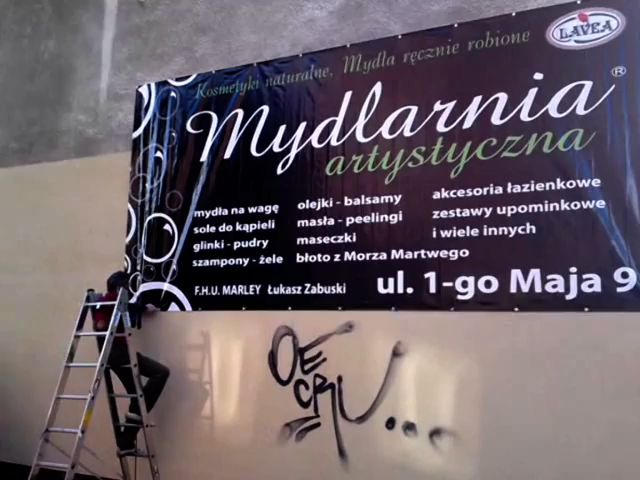 LAVEA
Kosmetyki naturalne, Mydła ręcznie robione
Mydlarnia®
artystyczna
mydła na wagę
sole do kąpieli
glinki - pudry
szampony - żele
olejki - balsamy
masła - peelingi
maseczki
błoto z Morza Martwego
akcesoria łazienkowe
zestawy upominkowe
i wiele innych
F.H.U. MARLEY Łukasz Zabuski
ul. 1-go Maja 9
OE
CRU...